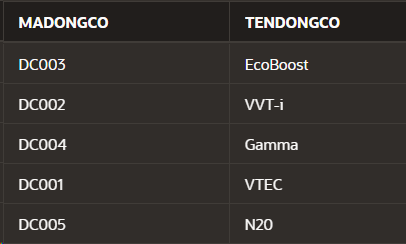 MADONGCO TENDONGCO
DC003 EcoBoost
DC002 VVT-i
DC004 Gamma
DC001 VTEC
DC005 N20